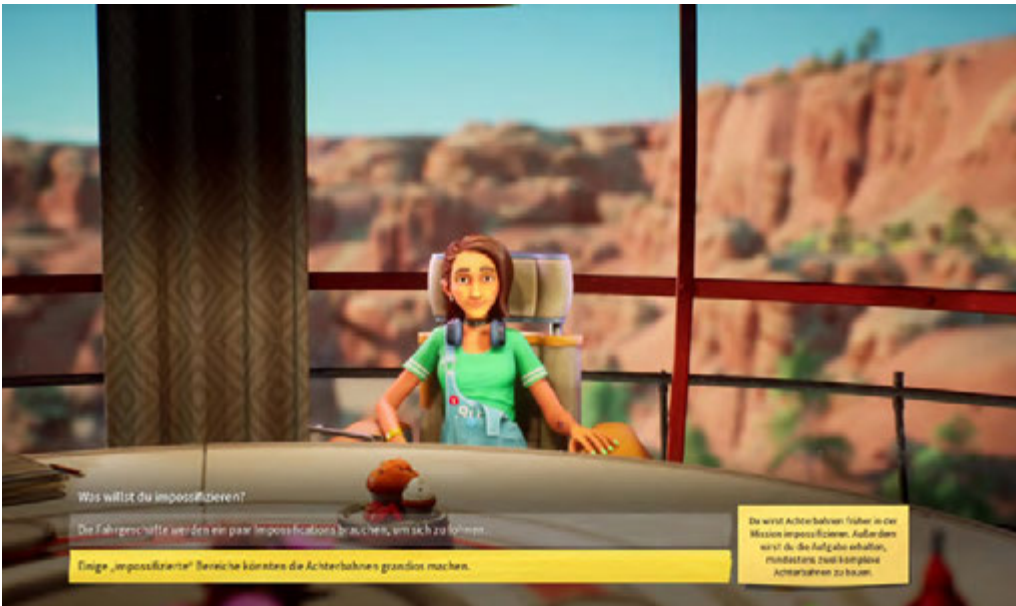 Was willst du impossifizieren?
Die Fahrgeschäfte werden ein paar Impossifications brauchen, um sich zu lohnen.
Einige „impossifizierte“ Bereiche könnten die Achterbahnen grandios machen.
Du wirst Achterbahnen früher in der
Mission impossifizieren. Außerdem
wirst du die Aufgabe erhalten,
mindestens zwei komplexe
Achterbahnen zu bauen.